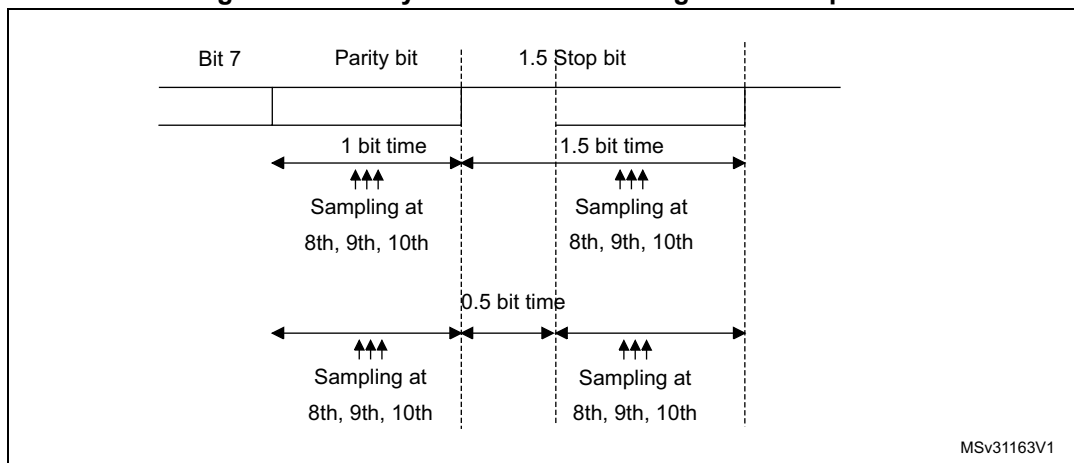 Bit 7 Parity bit 1.5 Stop bit
1 bit time 1.5 bit time
Sampling at Sampling at
8th, 9th, 10th 8th, 9th, 10th
0.5 bit time
Sampling at Sampling at
8th, 9th, 10th 8th, 9th, 10th
MSv31163V1